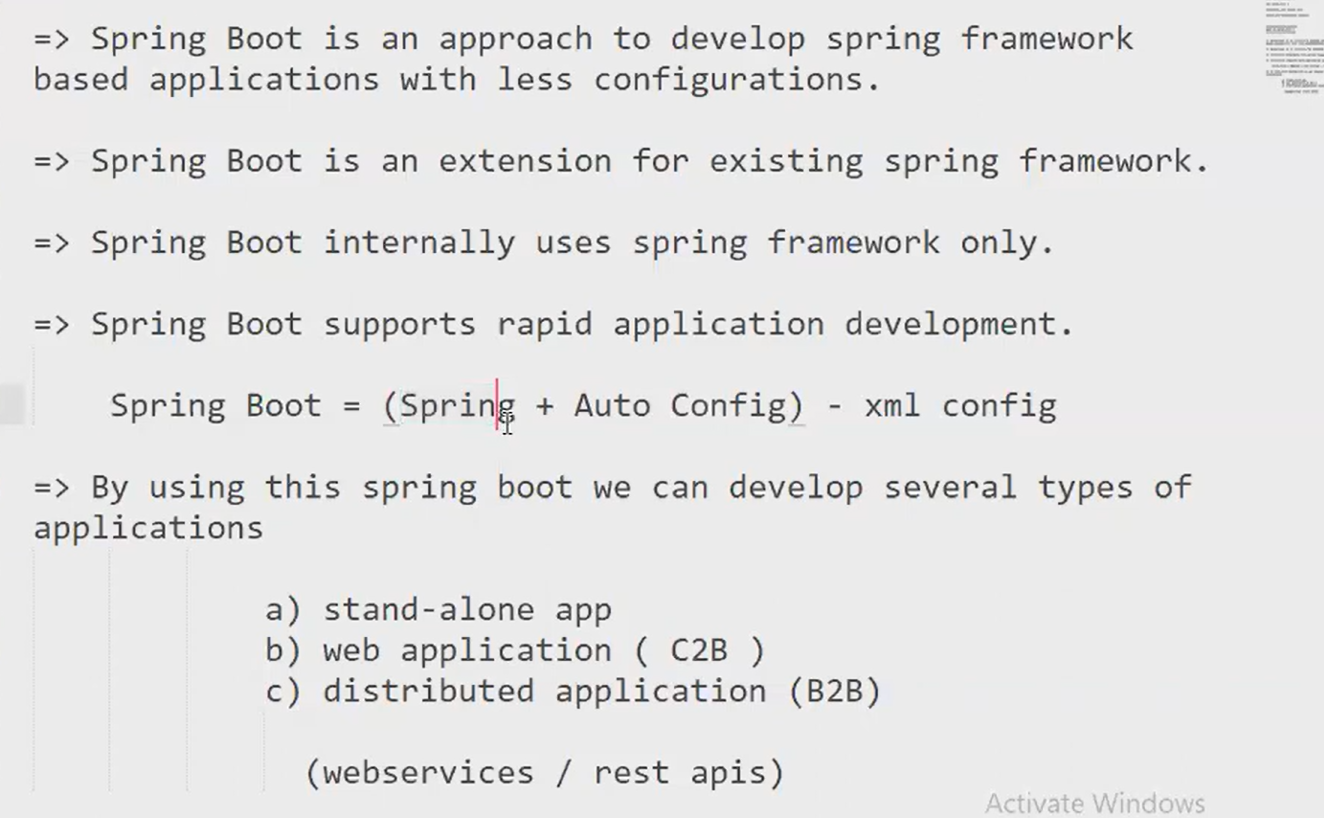 => Spring Boot is an approach to develop spring framework
based applications with less configurations.
=> Spring Boot is an extension for existing spring framework.
=> Spring Boot internally uses spring framework only.
=> Spring Boot supports rapid application development.
Spring Boot = (Spring + Auto Config) - xml config
=> By using this spring boot we can develop several types of
applications
a) stand-alone app
b) web application ( C2B )
c) distributed application (B2B)
(webservices / rest apis)
Activate Windows